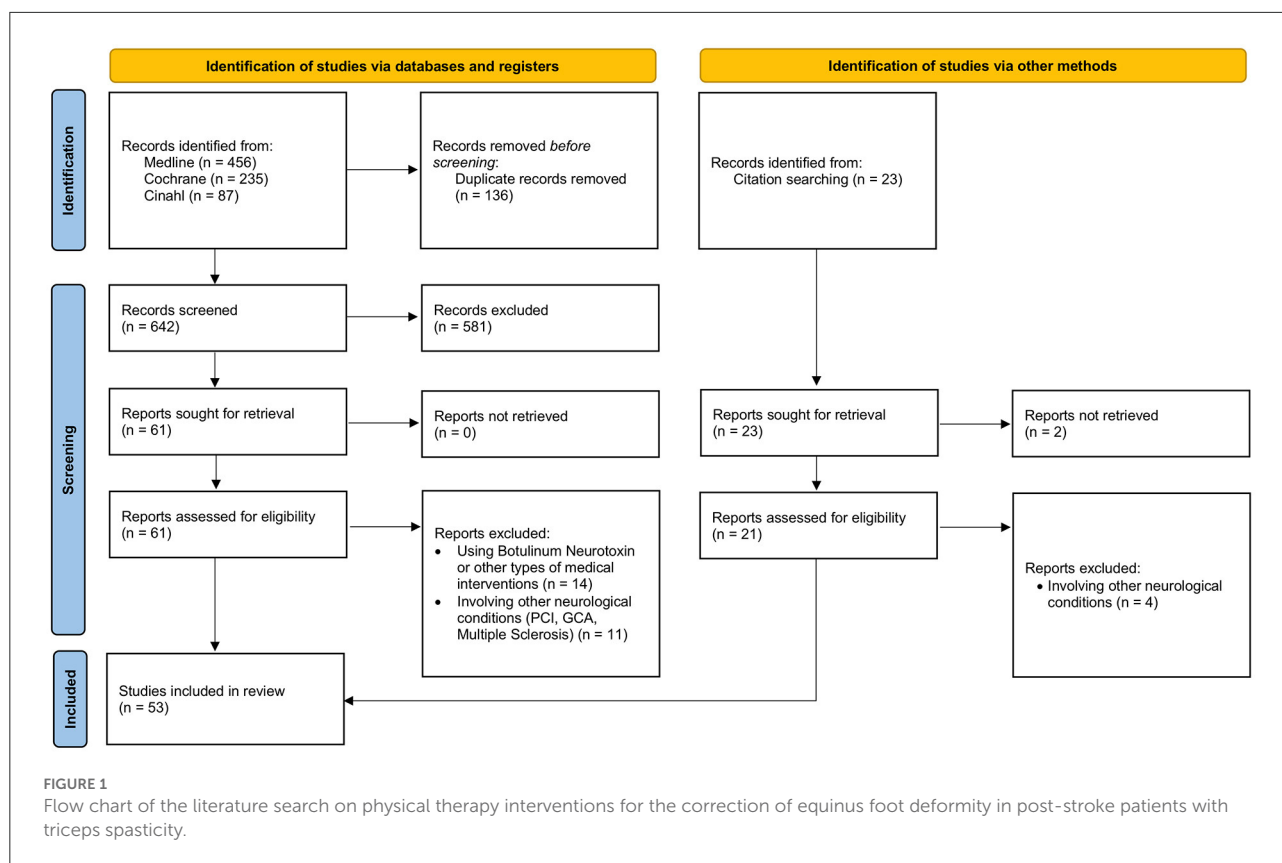 Identification of studies via databases and registers
Identification of studies via other methods
Identification
Records identified from:
Medline (n = 456)
Cochrane (n = 235)
Cinahl (n = 87)
Records removed before
screening:
Duplicate records removed
(n = 136)
Records identified from:
Citation searching (n = 23)
Screening
Records screened
(n = 642)
Records excluded
(n = 581)
Reports sought for retrieval
(n = 61)
Reports not retrieved
(n = 0)
Reports sought for retrieval
(n = 23)
Reports not retrieved
(n = 2)
Reports assessed for eligibility
(n = 61)
Reports excluded:
• Using Botulinum Neurotoxin
or other types of medical
interventions (n = 14)
• Involving other neurological
conditions (PCI, GCA,
Multiple Sclerosis) (n = 11)
Reports assessed for eligibility
(n = 21)
Reports excluded:
• Involving other neurological
conditions (n = 4)
Included
Studies included in review
(n = 53)
FIGURE 1
Flow chart of the literature search on physical therapy interventions for the correction of equinus foot deformity in post-stroke patients with
triceps spasticity.